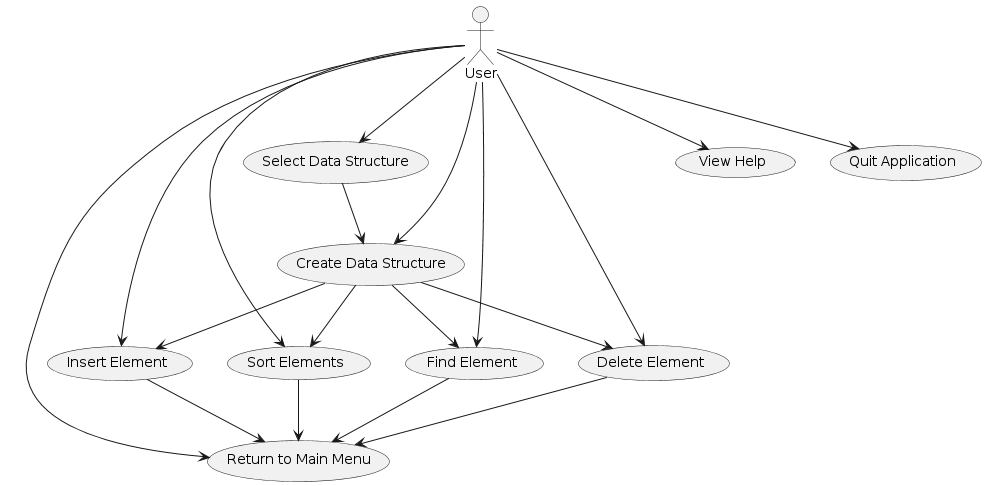 User
Select Data Structure
View Help
Quit Application
Create Data Structure
Insert Element
Sort Elements
Find Element
Delete Element
Return to Main Menu